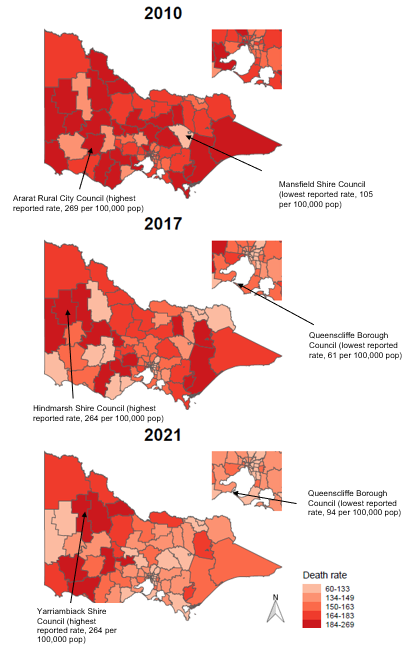 2010
Ararat Rural City Council (highest
reported rate, 269 per 100,000 pop)
Mansfield Shire Council
(lowest reported rate, 105
per 100,000 pop)
2017
Queenscliffe Borough
Council (lowest reported
rate, 61 per 100,000 pop)
Hindmarsh Shire Council (highest
reported rate, 264 per 100,000 pop)
2021
Queenscliffe Borough
Council (lowest reported
rate, 94 per 100,000 pop)
Yarriambiack Shire
Council (highest
reported rate, 264 per
100,000 pop)
N
Death rate
60-133
134-149
150-163
164-183
184-269